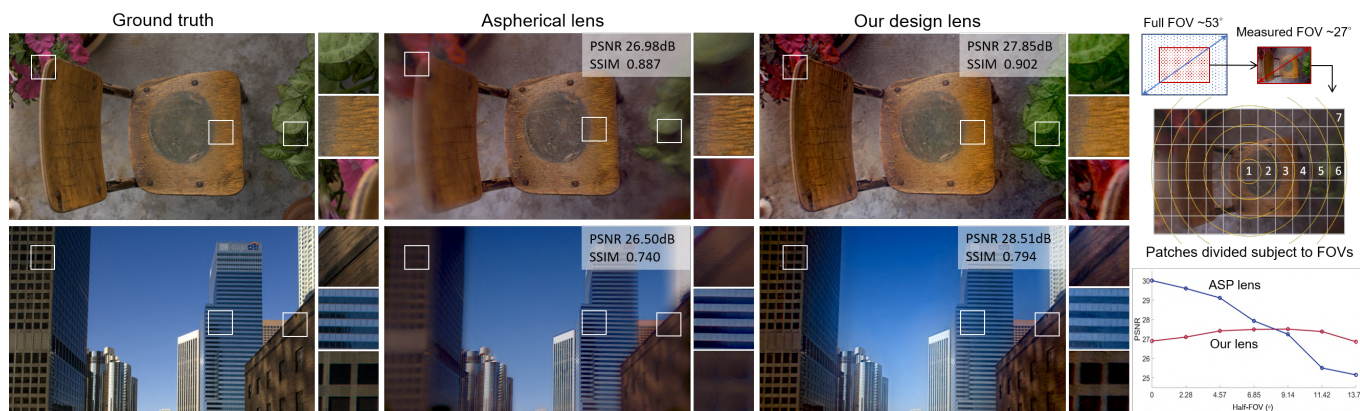 Ground truth
Aspherical lens
Our design lens
PSNR 26.98dB
SSIM 0.887
PSNR 27.85dB
SSIM 0.902
citi
PSNR 26.50dB
SSIM 0.740
PSNR 28.51dB
SSIM 0.794
Full FOV ~53°
Measured FOV ~27°
7
1 2 3 4 5 6
Patches divided subject to FOVs
ASP lens
Our lens
PSNR
30
29
28
27
26
25
0 2.28 4.57 6.85 9.14 11.42 13.7
Half-FOV (°)